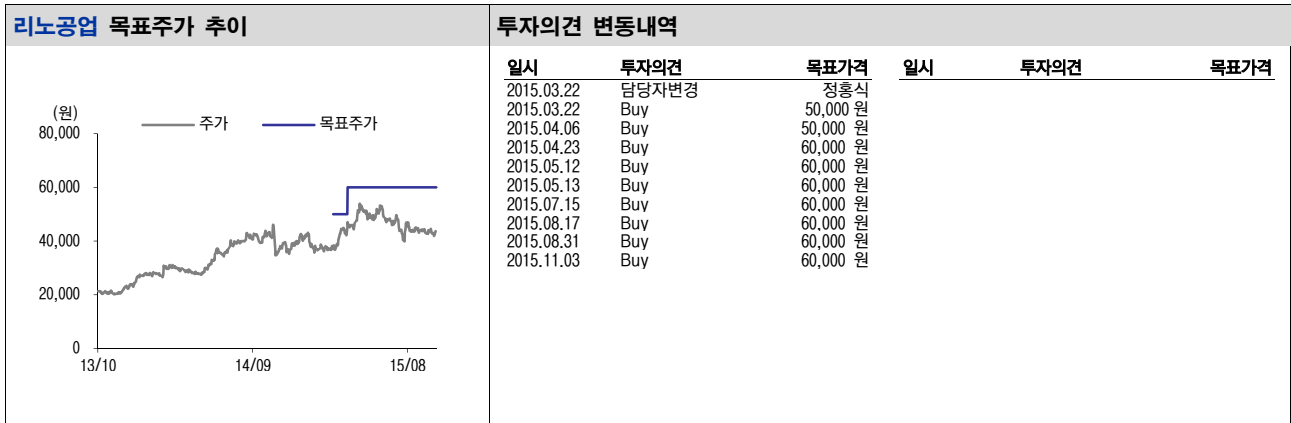 리노공업 목표주가 추이
(원)
주가 목표주가
80,000
60,000
40,000
20,000
0
13/10 14/09 15/08
투자의견 변동내역
일시 투자의견 목표가격 일시 투자의견 목표가격
2015.03.22 담당자변경 정홍식
2015.03.22 Buy 50,000 원
2015.04.06 Buy 50,000 원
2015.04.23 Buy 60,000 원
2015.05.12 Buy 60,000 원
2015.05.13 Buy 60,000 원
2015.07.15 Buy 60,000 원
2015.08.17 Buy 60,000 원
2015.08.31 Buy 60,000 원
2015.11.03 Buy 60,000 원